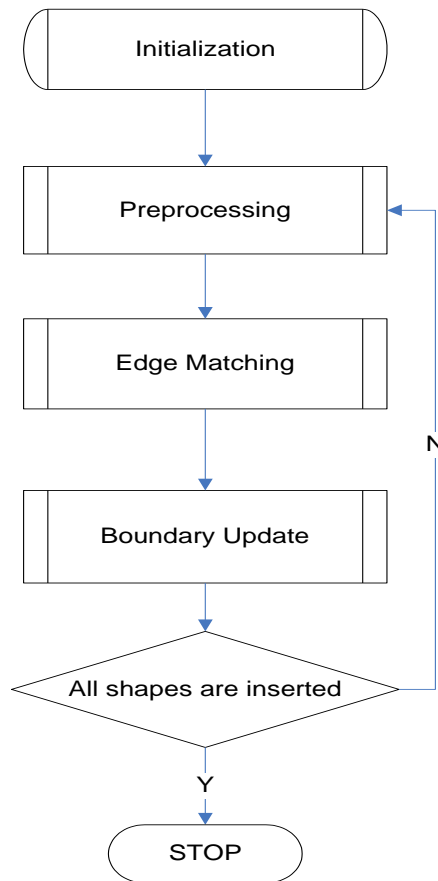 Initialization
Preprocessing
Edge Matching
N
Boundary Update
All shapes are inserted
Y
STOP